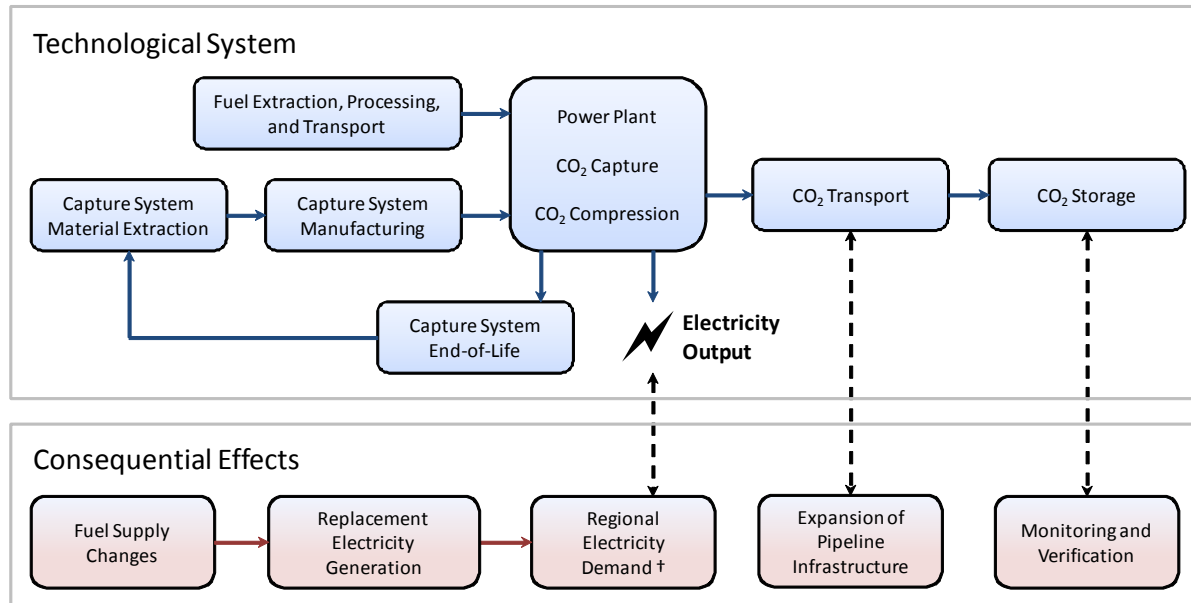 Technological System
Fuel Extraction, Processing,
and Transport
Power Plant
CO₂ Capture
CO₂ Compression
Capture System
Material Extraction
Capture System
Manufacturing
CO₂ Transport
CO₂ Storage
Capture System
End-of-Life
Electricity
Output
Consequential Effects
Fuel Supply
Changes
Replacement
Electricity
Generation
Regional
Electricity
Demand †
Expansion of
Pipeline
Infrastructure
Monitoring and
Verification